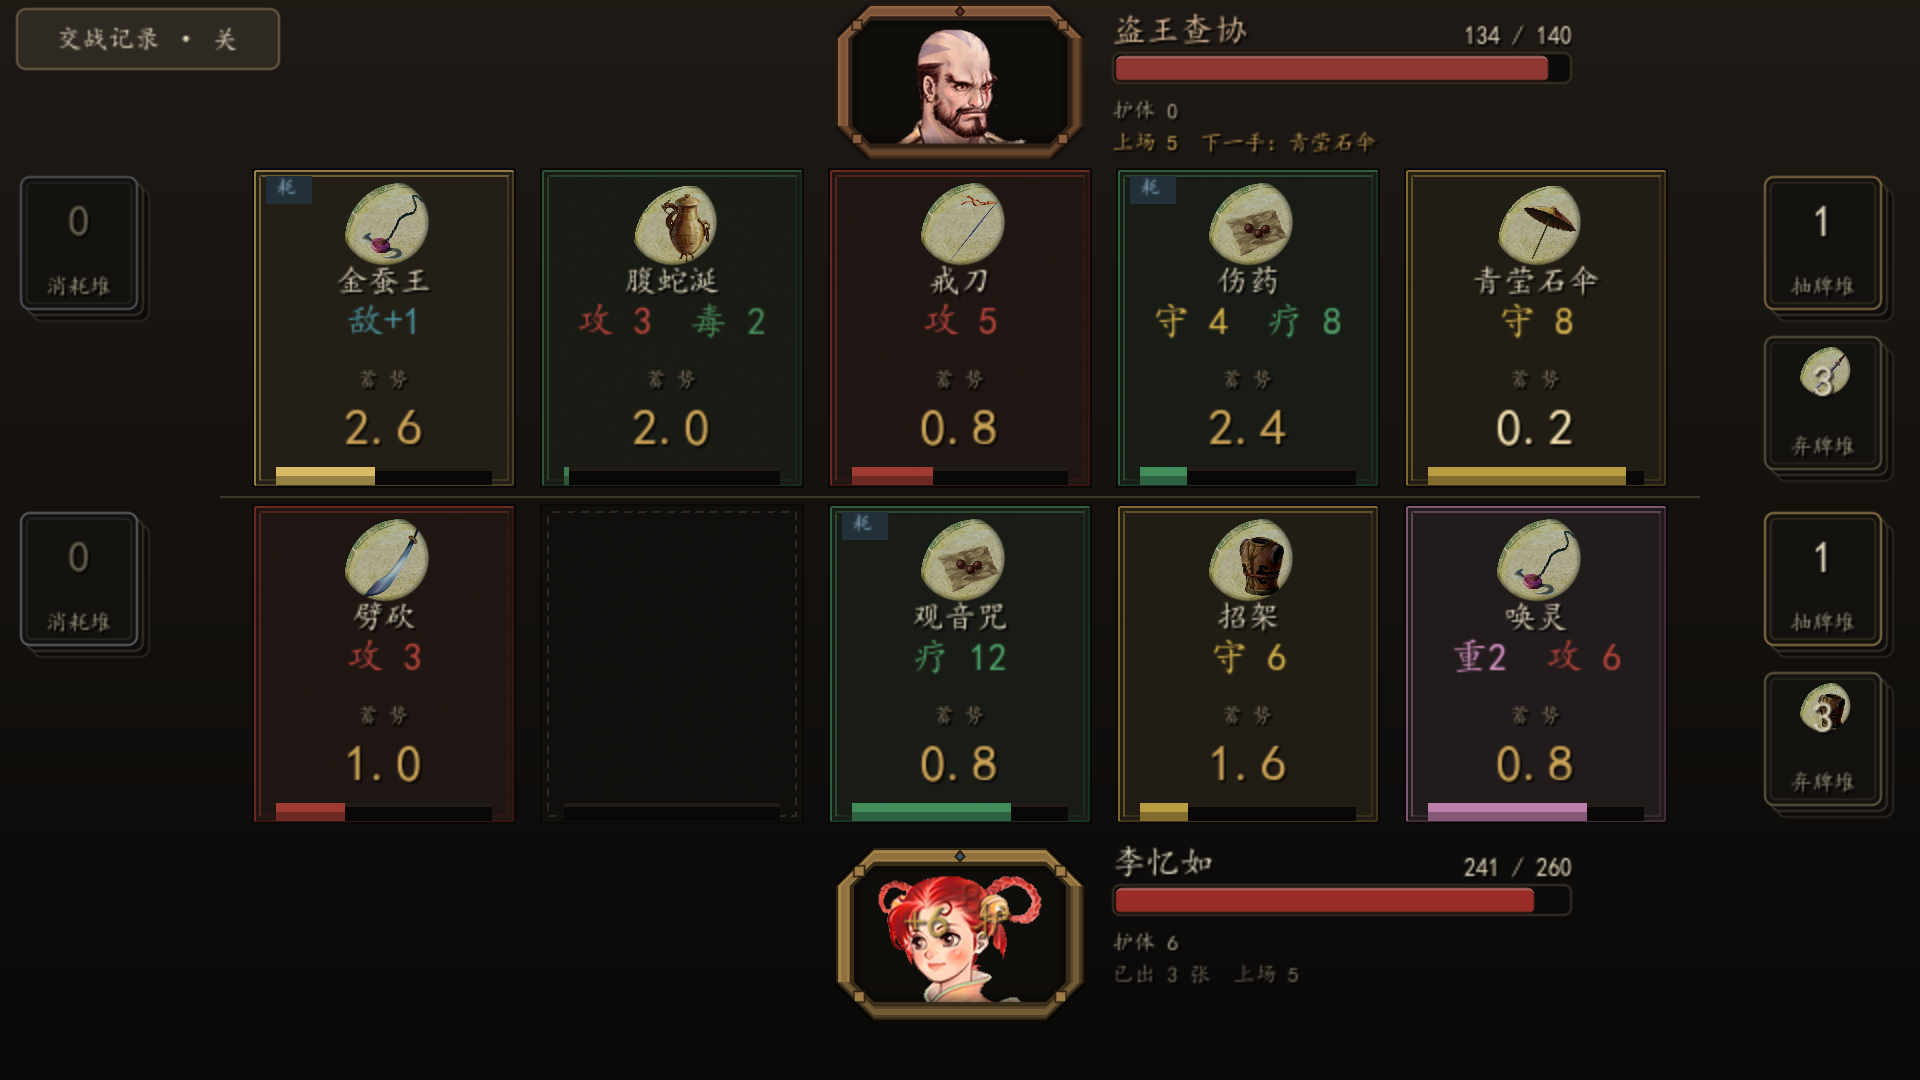 交战记录 · 关
盗王查协
134 / 140
护体 0
上场 5 下一手：青莹石伞
0
消耗堆
耗
金蚕王
敌+1
蓄势
2.6
腹蛇涎
攻 3 毒 2
蓄势
2.0
戒刀
攻 5
蓄势
0.8
耗
伤药
守 4 疗 8
蓄势
2.4
青莹石伞
守 8
蓄势
0.2
1
抽牌堆
3
弃牌堆
0
消耗堆
劈砍
攻 3
蓄势
1.0
耗
观音咒
疗 12
蓄势
0.8
招架
守 6
蓄势
1.6
唤灵
重2 攻 6
蓄势
0.8
1
抽牌堆
3
弃牌堆
+6 护
李忆如
241 / 260
护体 6
已出 3 张 上场 5